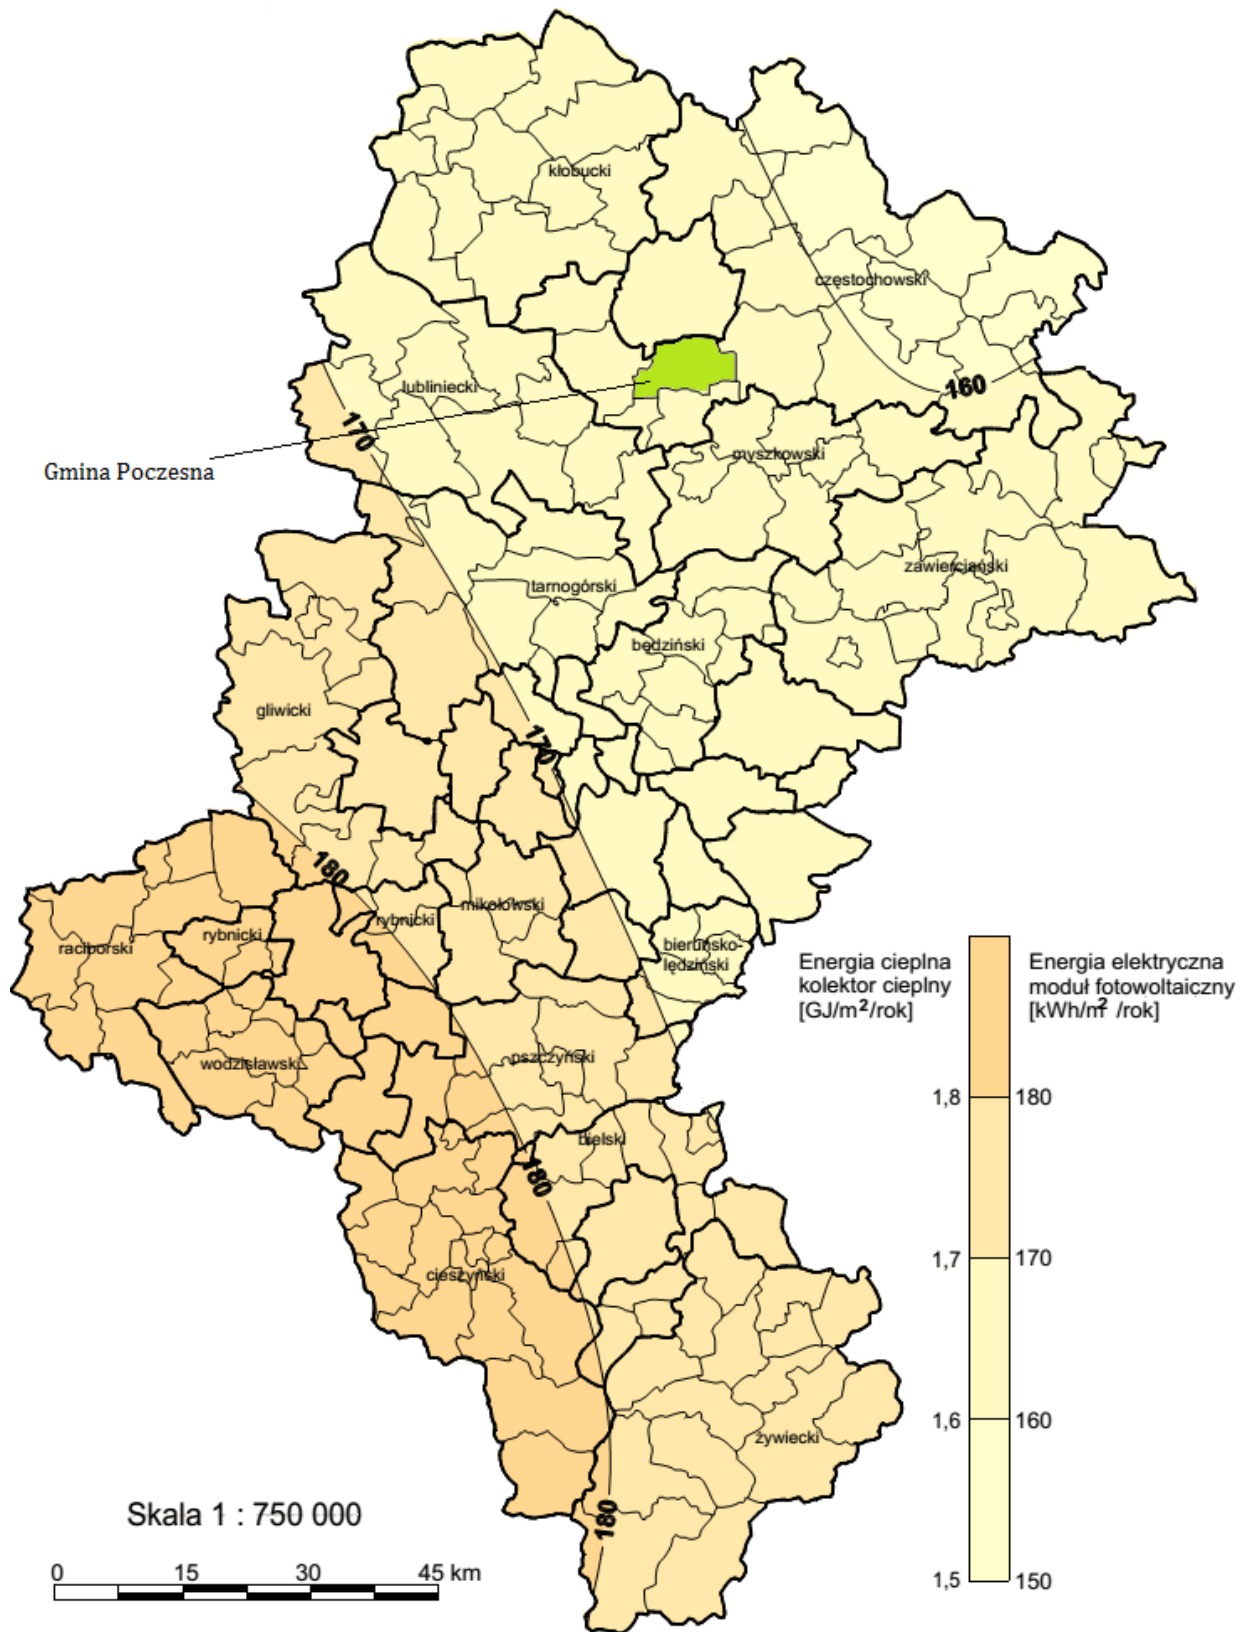 kłobucki
częstochowski
160
lubliniecki
170
Gmina Poczesna
myszkowski
zawierciański
tarnogórski
będziński
gliwicki
170
180
mikołowski
rybnicki
rybnicki
raciborski
bieruńsko-
lędziński
Energia cieplna
kolektor cieplny
[GJ/m²/rok]
Energia elektryczna
moduł fotowoltaiczny
[kWh/m² /rok]
wodzisławski
pszczyński
1,8 180
bielski
180
1,7 170
cieszyński
1,6 160
żywiecki
180
Skala 1 : 750 000
0 15 30 45 km
1,5 150